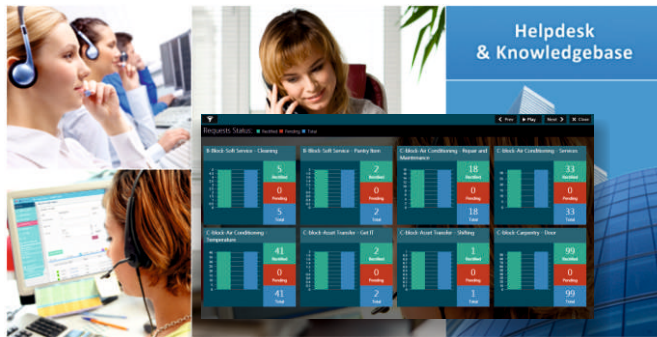 Helpdesk
& Knowledgebase
Prev
Play
Next
Close
Requests Status:
Rectified
Pending
Total
B-Block-Soft Service - Cleaning
5
Rectified
0
Pending
5
Total
B-Block-Soft Service - Pantry Item
2
Rectified
0
Pending
2
Total
C-block-Air Conditioning - Repair and
Maintenance
18
Rectified
0
Pending
18
Total
C-block-Air Conditioning - Services
33
Rectified
0
Pending
33
Total
C-block-Air Conditioning -
Temperature
41
Rectified
0
Pending
41
Total
C-block-Asset Transfer - Get IT
2
Rectified
0
Pending
2
Total
C-block-Asset Transfer - Shifting
1
Rectified
0
Pending
1
Total
C-block-Carpentry - Door
99
Rectified
0
Pending
99
Total